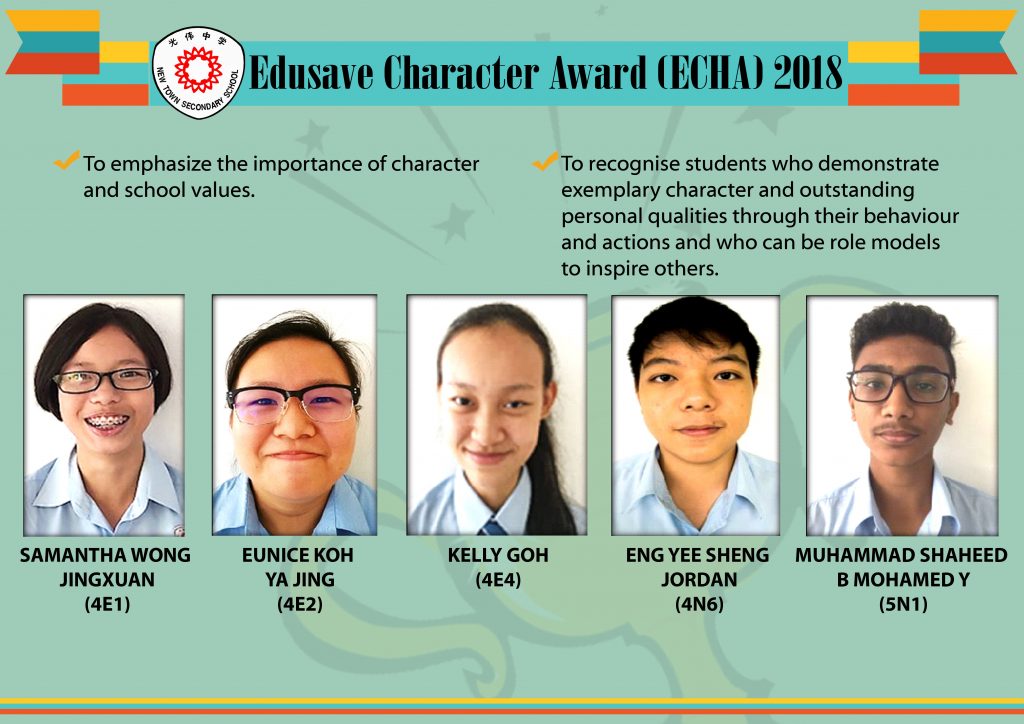 光伟中学
NEW TOWN SECONDARY SCHOOL
Edusave Character Award (ECHA) 2018
To emphasize the importance of character
and school values.
To recognise students who demonstrate
exemplary character and outstanding
personal qualities through their behaviour
and actions and who can be role models
to inspire others.
SAMANTHA WONG
JINGXUAN
(4E1)
EUNICE KOH
YA JING
(4E2)
KELLY GOH
(4E4)
ENG YEE SHENG
JORDAN
(4N6)
MUHAMMAD SHAHEED
B MOHAMED Y
(5N1)